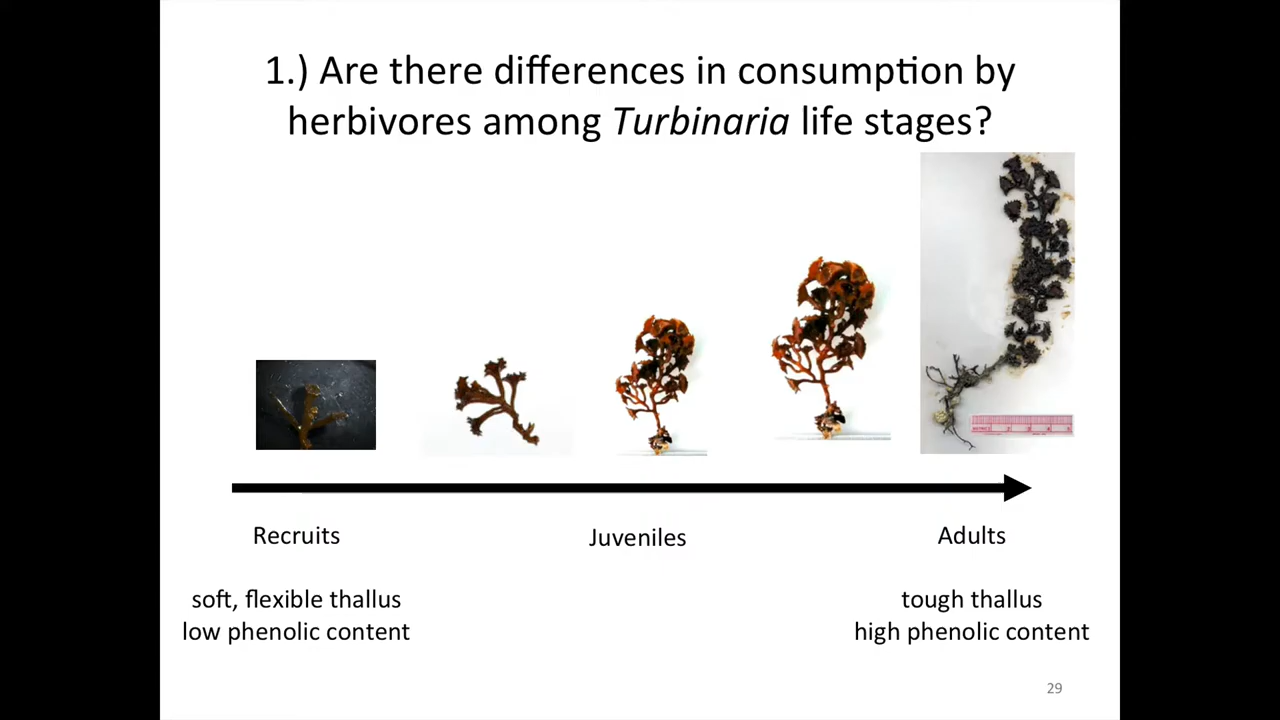 1.) Are there differences in consumption by
herbivores among Turbinaria life stages?
Recruits
Juveniles
Adults
soft, flexible thallus
low phenolic content
tough thallus
high phenolic content
29